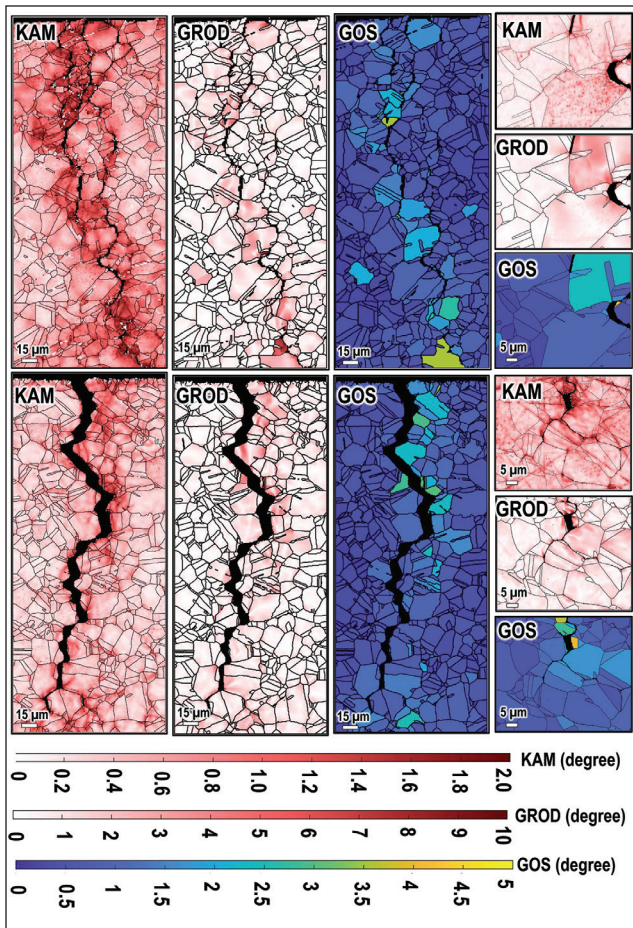 KAM
GROD
GOS
KAM
15 µm
15 µm
15 µm
GROD
GOS
5 µm
KAM
GROD
GOS
KAM
5 µm
GROD
5 µm
GOS
15 µm
15 µm
15 µm
5 µm
KAM (degree)
0 0.2 0.4 0.6 0.8 1.0 1.2 1.4 1.6 1.8 2.0
GROD (degree)
0 1 2 3 4 5 6 7 8 9 10
GOS (degree)
0 0.5 1 1.5 2 2.5 3 3.5 4 4.5 5